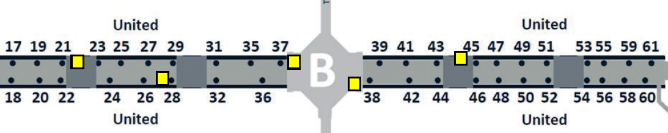 United United
17 19 21 23 25 27 29 31 35 37 39 41 43 45 47 49 51 53 55 59 61
B
18 20 22 24 26 28 32 36 38 42 44 46 48 50 52 54 56 58 60
United United